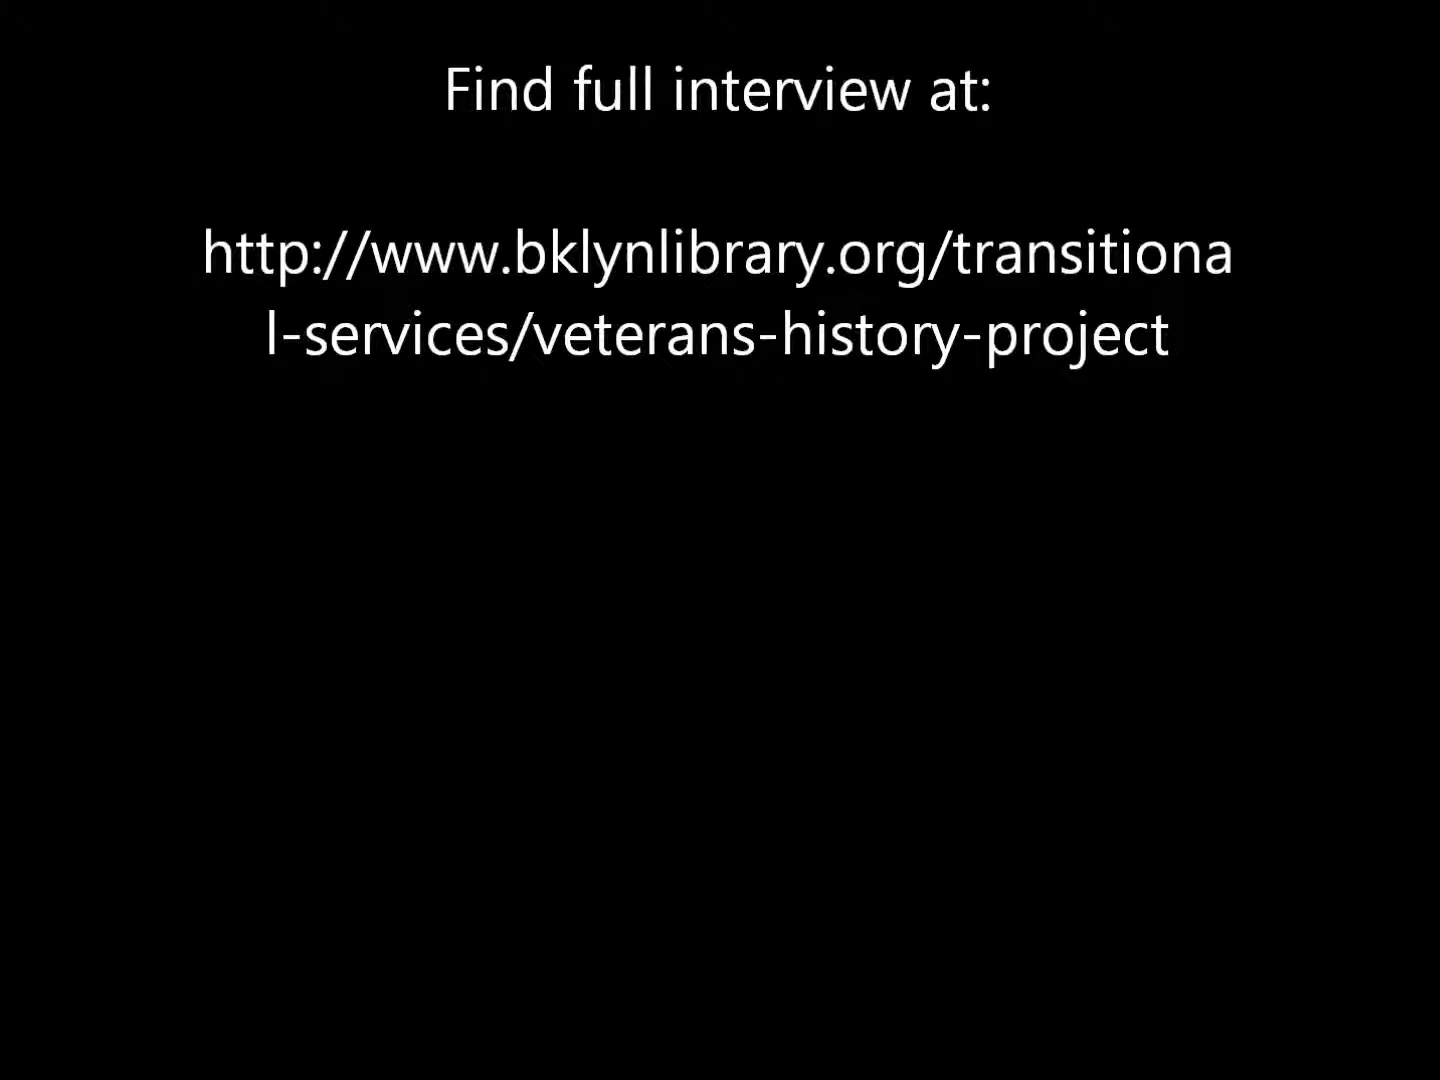 Find full interview at:
http://www.bklynlibrary.org/transitiona
l-services/veterans-history-project